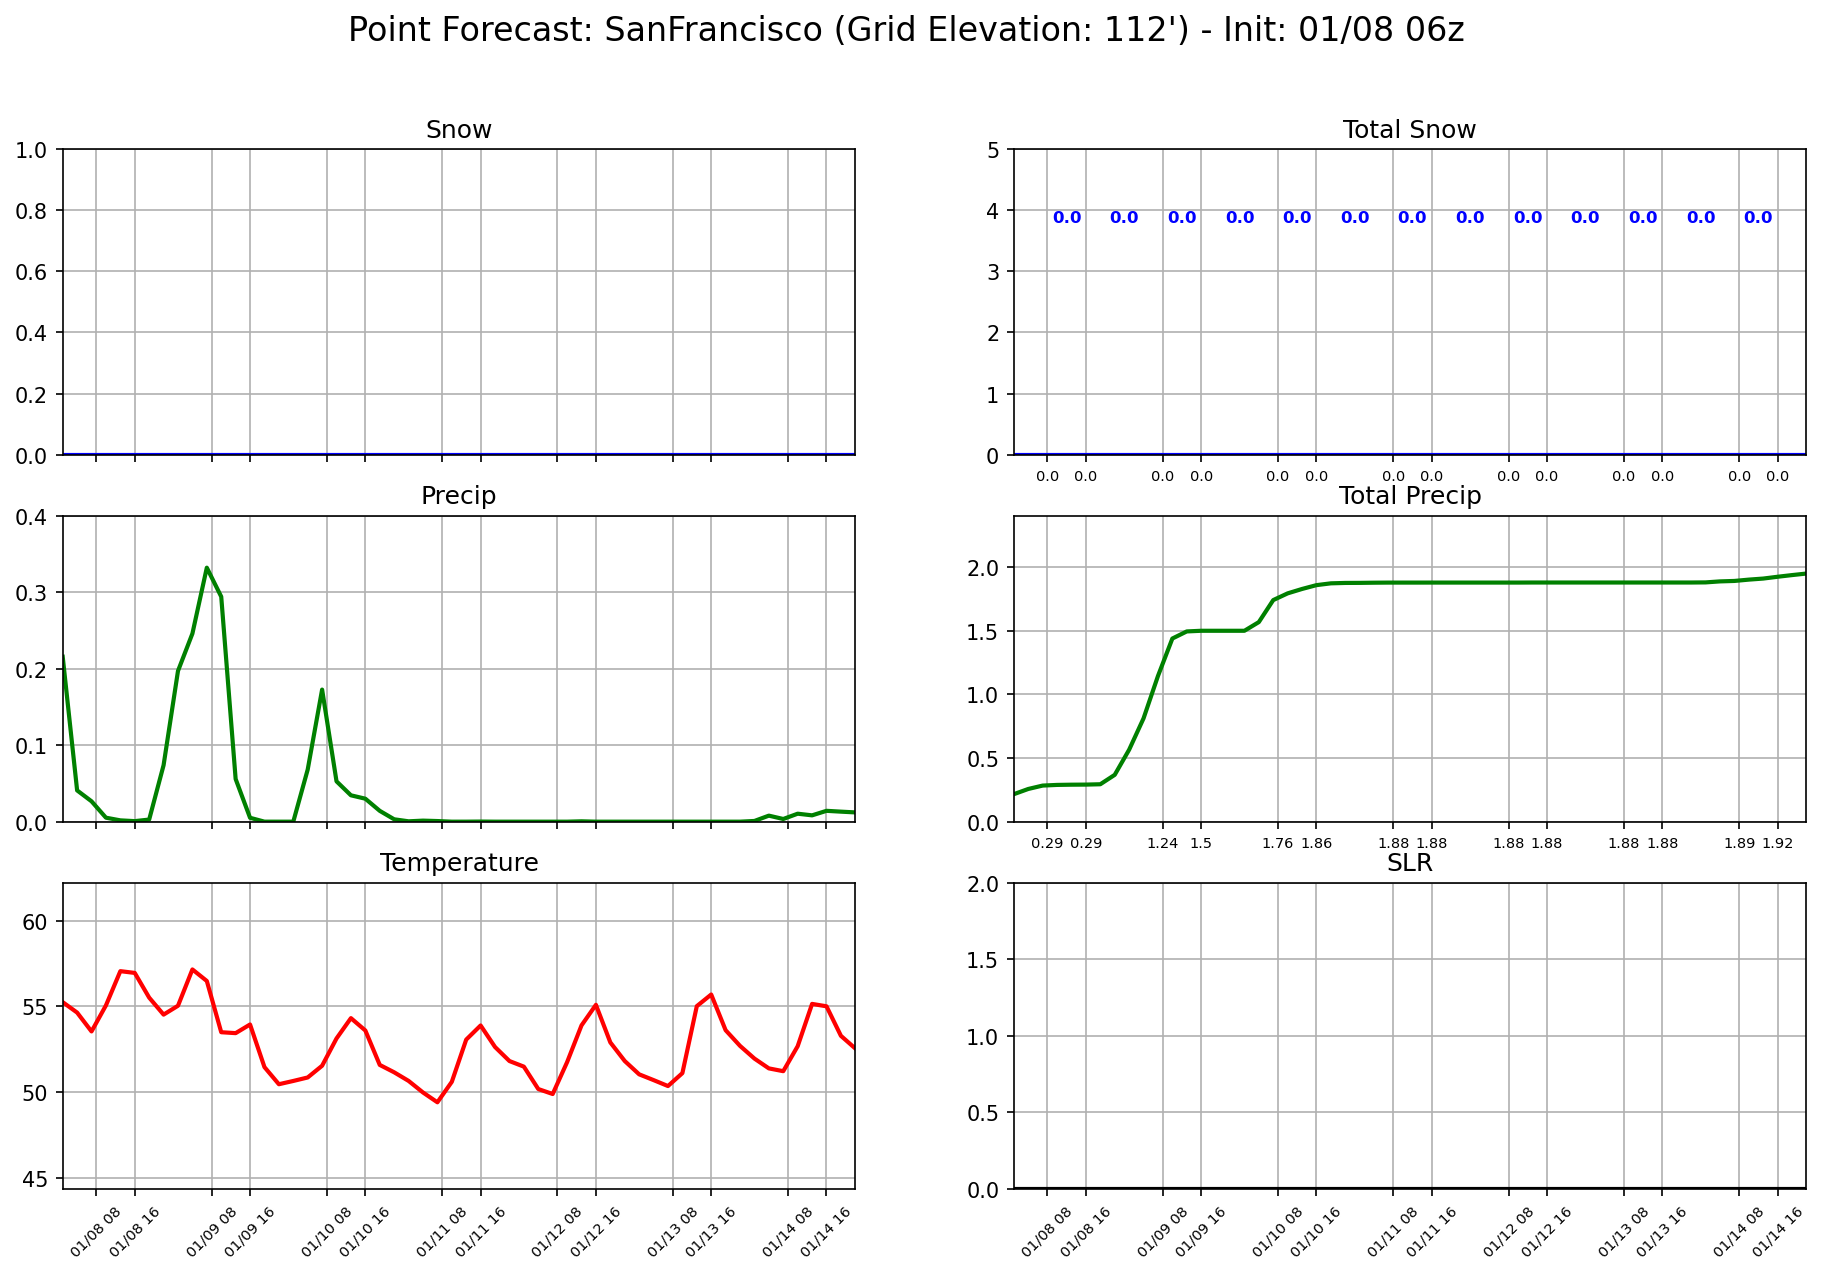 Point Forecast: SanFrancisco (Grid Elevation: 112') - Init: 01/08 06z
Snow
1.0
0.8
0.6
0.4
0.2
0.0
Total Snow
5
4
3
2
1
0
0.0 0.0 0.0 0.0 0.0 0.0 0.0 0.0 0.0 0.0 0.0 0.0 0.0
0.0 0.0 0.0 0.0 0.0 0.0 0.0 0.0 0.0 0.0 0.0 0.0 0.0 0.0
Precip
0.4
0.3
0.2
0.1
0.0
Total Precip
2.0
1.5
1.0
0.5
0.0
0.29 0.29 1.24 1.5 1.76 1.86 1.88 1.88 1.88 1.88 1.88 1.88 1.89 1.92
Temperature
60
55
50
45
01/08 08 01/08 16 01/09 08 01/09 16 01/10 08 01/10 16 01/11 08 01/11 16 01/12 08 01/12 16 01/13 08 01/13 16 01/14 08 01/14 16
SLR
2.0
1.5
1.0
0.5
0.0
01/08 08 01/08 16 01/09 08 01/09 16 01/10 08 01/10 16 01/11 08 01/11 16 01/12 08 01/12 16 01/13 08 01/13 16 01/14 08 01/14 16